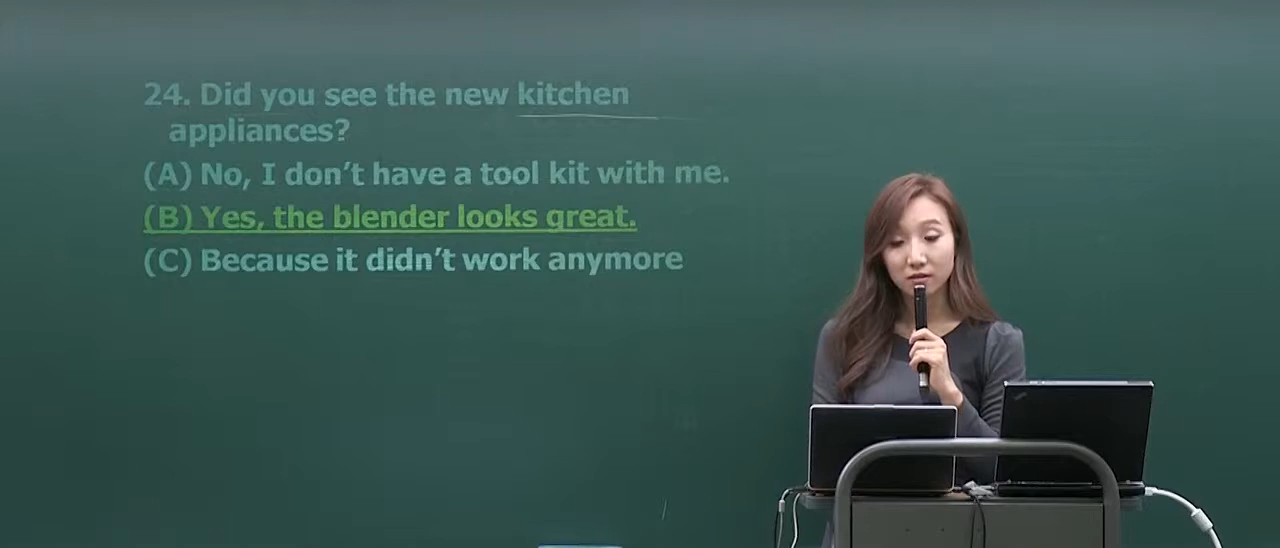 24. Did you see the new kitchen
appliances?
(A) No, I don't have a tool kit with me.
(B) Yes, the blender looks great.
(C) Because it didn't work anymore